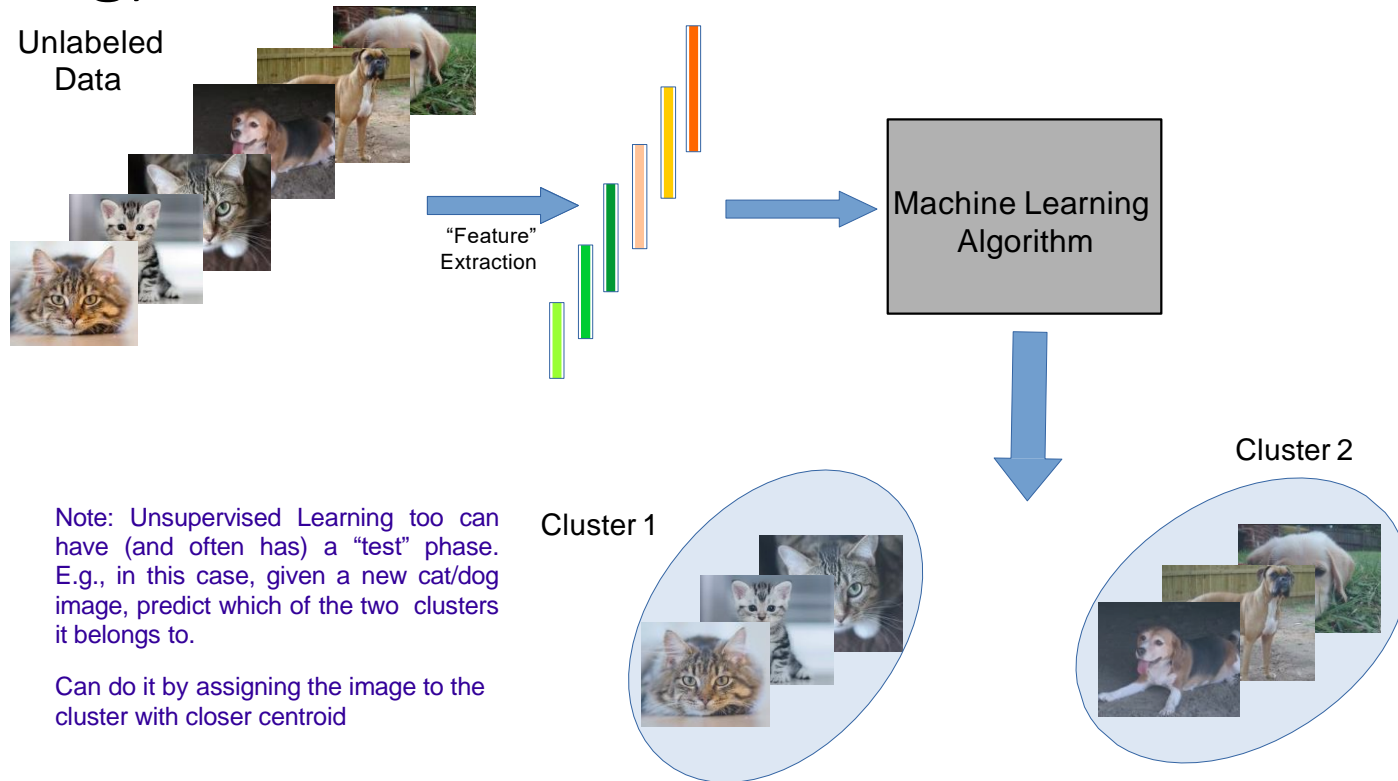 Unlabeled
Data
“Feature”
Extraction
Machine Learning
Algorithm
Cluster 2
Cluster 1
Note: Unsupervised Learning too can
have (and often has) a “test” phase.
E.g., in this case, given a new cat/dog
image, predict which of the two clusters
it belongs to.
Can do it by assigning the image to the
cluster with closer centroid